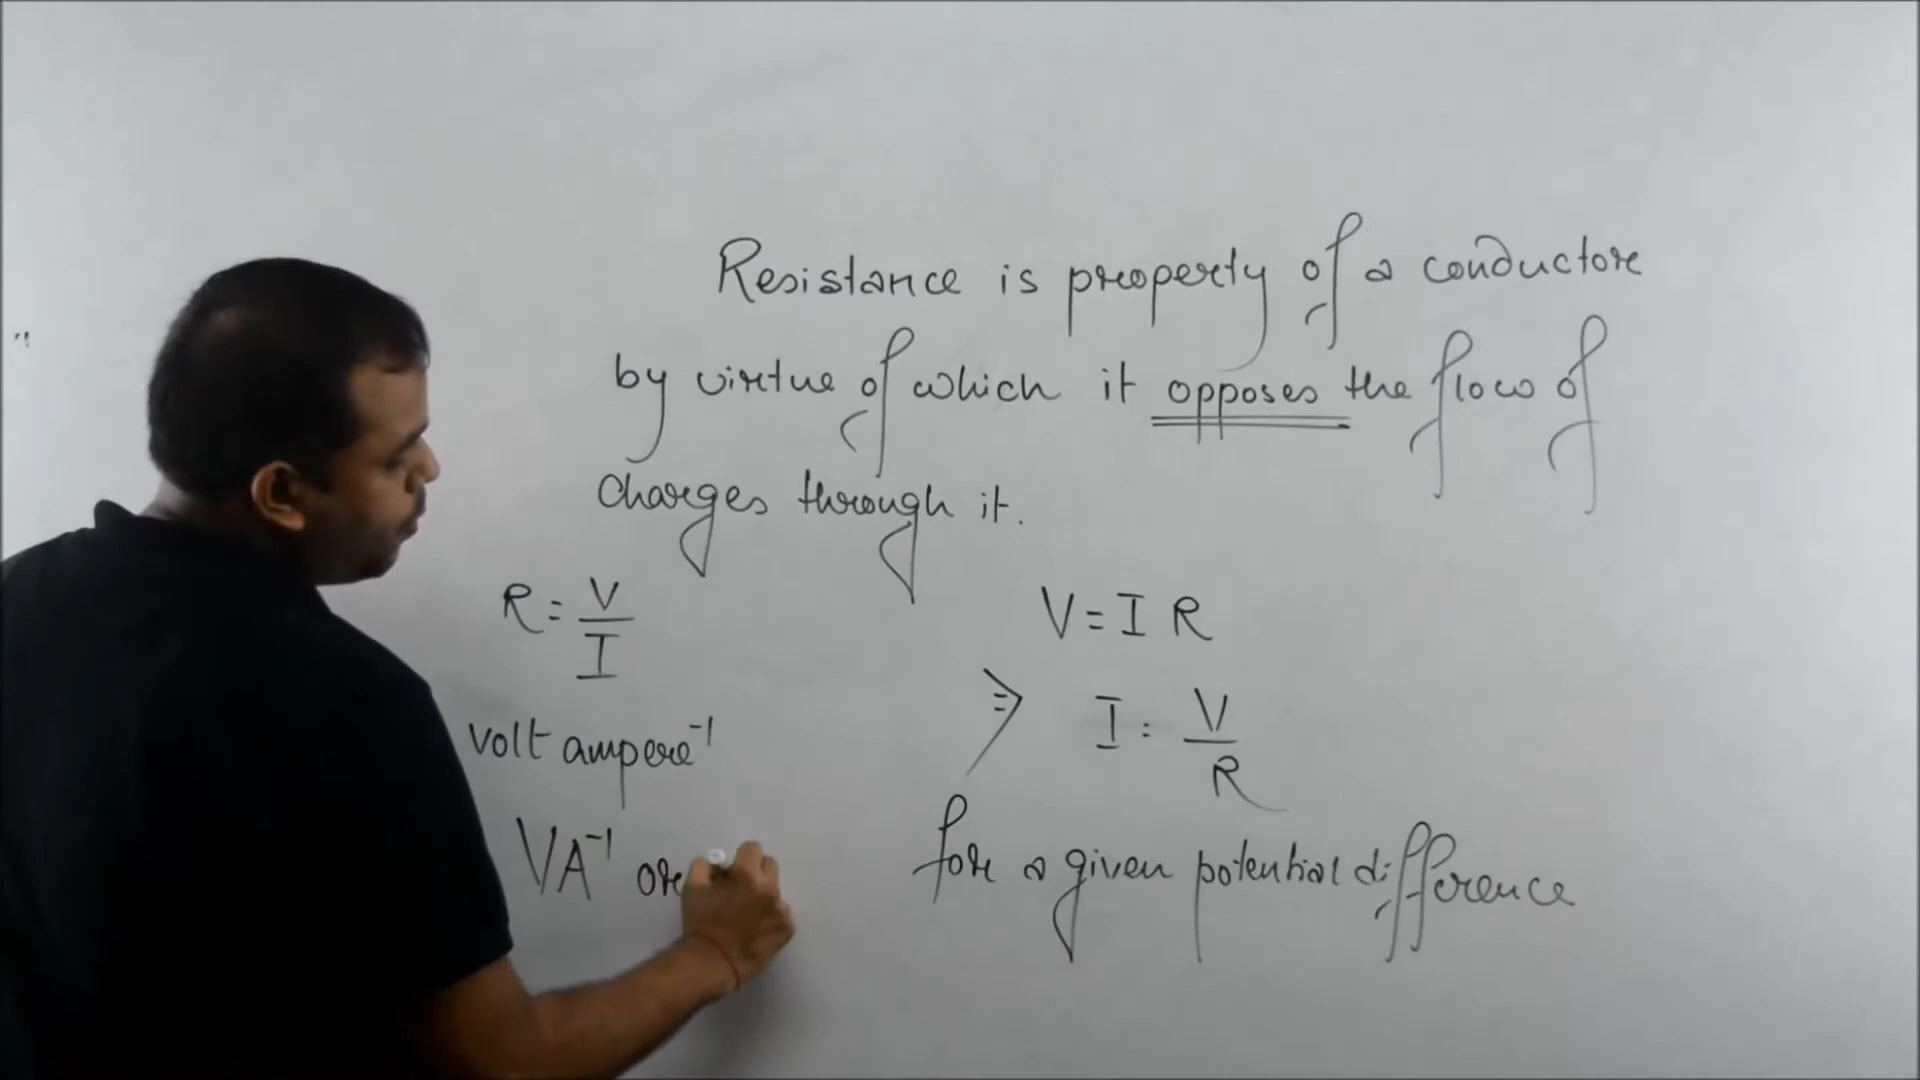 Resistance is property of a conductor
by virtue of which it opposes the flow of
charges through it.
R = V/I
volt ampere⁻¹
VA⁻¹ or
V = I R
⇒ I = V/R
for a given potential difference